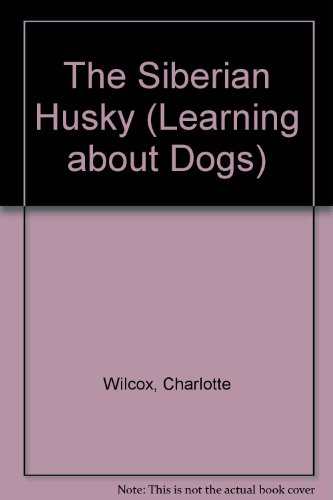 The Siberian
Husky (Learning
about Dogs)
Wilcox, Charlotte
Note: This is not the actual book cover